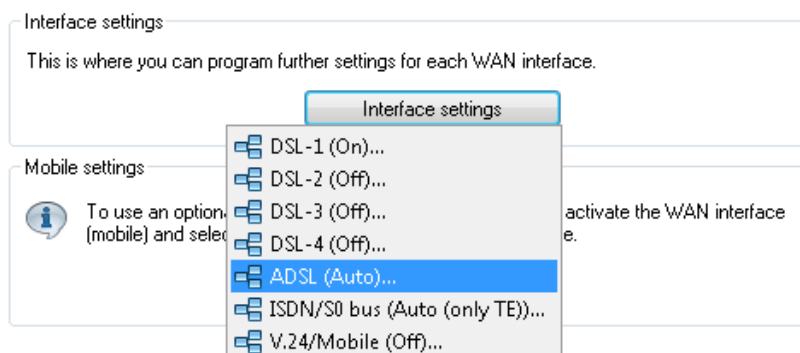 Interface settings
This is where you can program further settings for each WAN interface.
Interface settings
DSL-1 (On)...
DSL-2 (Off)...
DSL-3 (Off)...
DSL-4 (Off)...
ADSL (Auto)...
ISDN/S0 bus (Auto (only TE))...
V.24/Mobile (Off)...
Mobile settings
To use an activate the WAN interface
(mobile) and e.